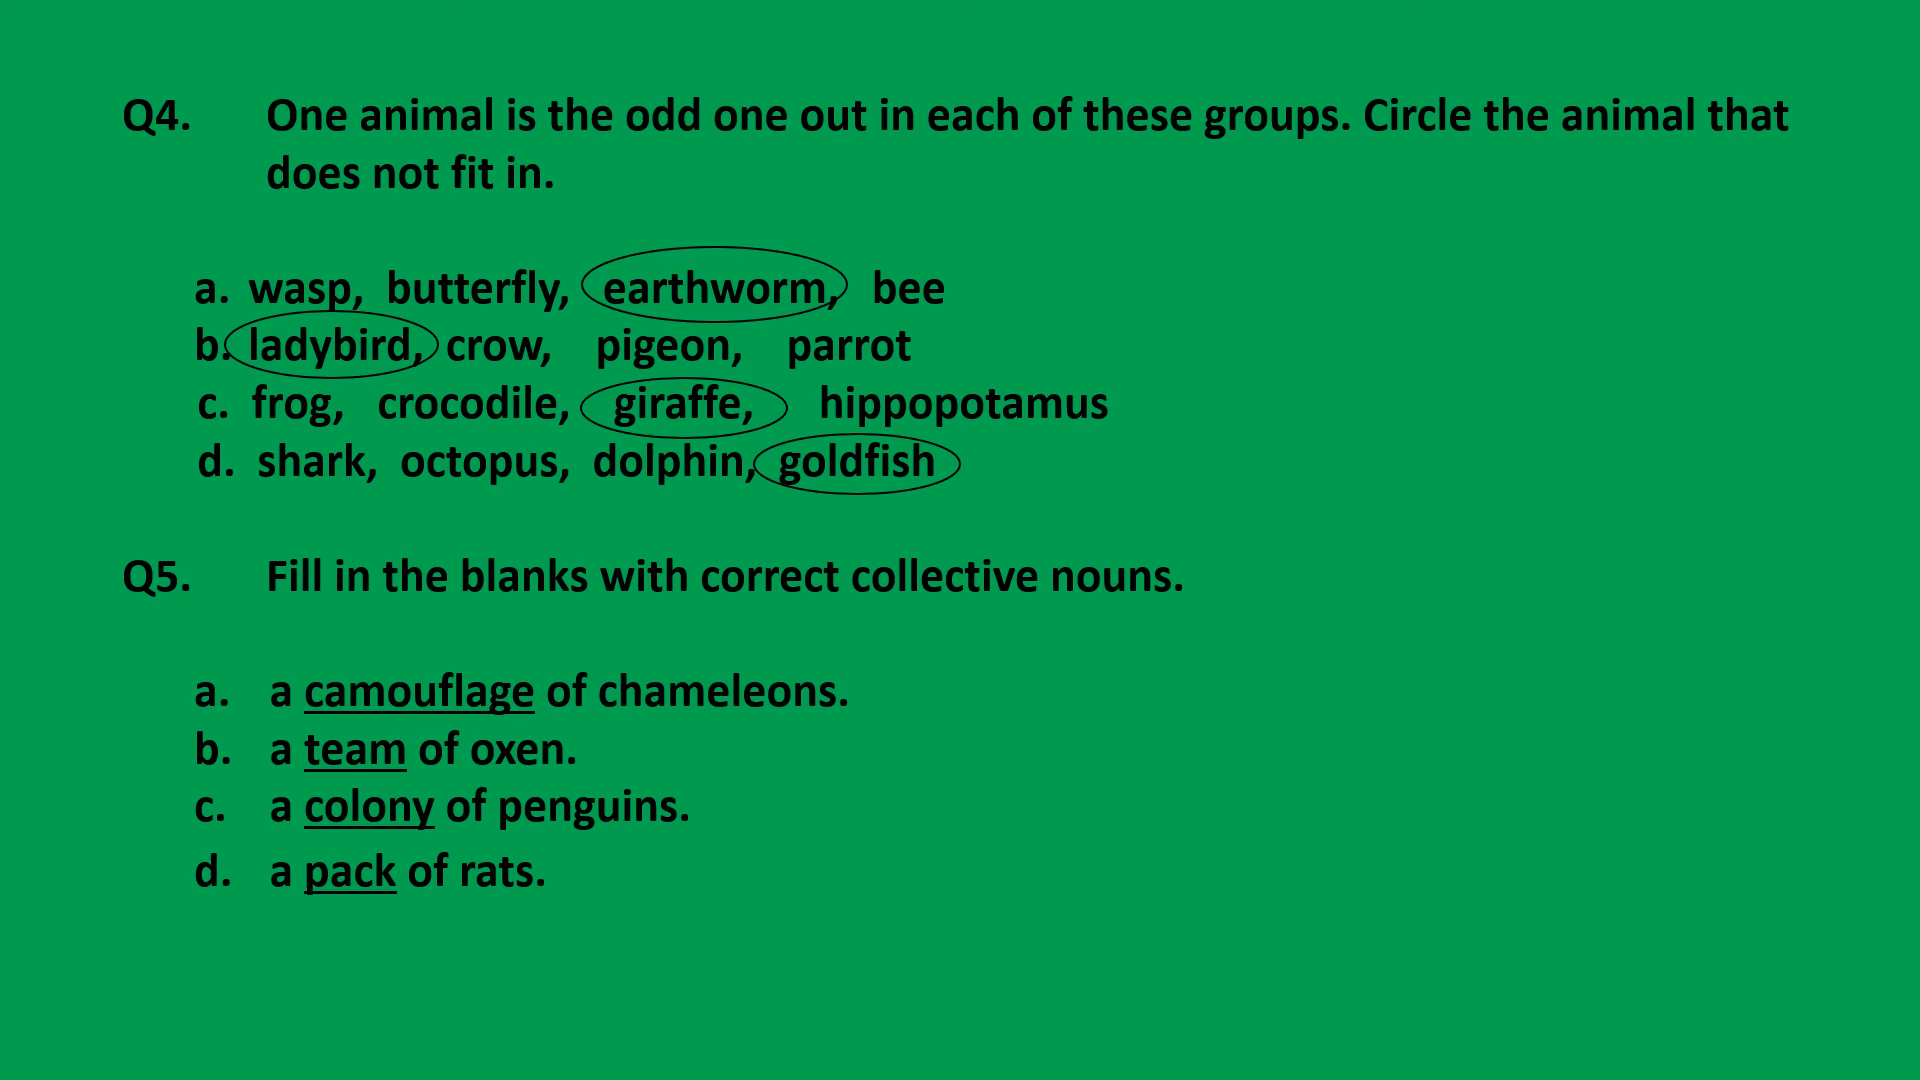 Q4. One animal is the odd one out in each of these groups. Circle the animal that
does not fit in.
a. wasp, butterfly, earthworm, bee
b. ladybird, crow, pigeon, parrot
c. frog, crocodile, giraffe, hippopotamus
d. shark, octopus, dolphin, goldfish
Q5. Fill in the blanks with correct collective nouns.
a. a camouflage of chameleons.
b. a team of oxen.
c. a colony of penguins.
d. a pack of rats.